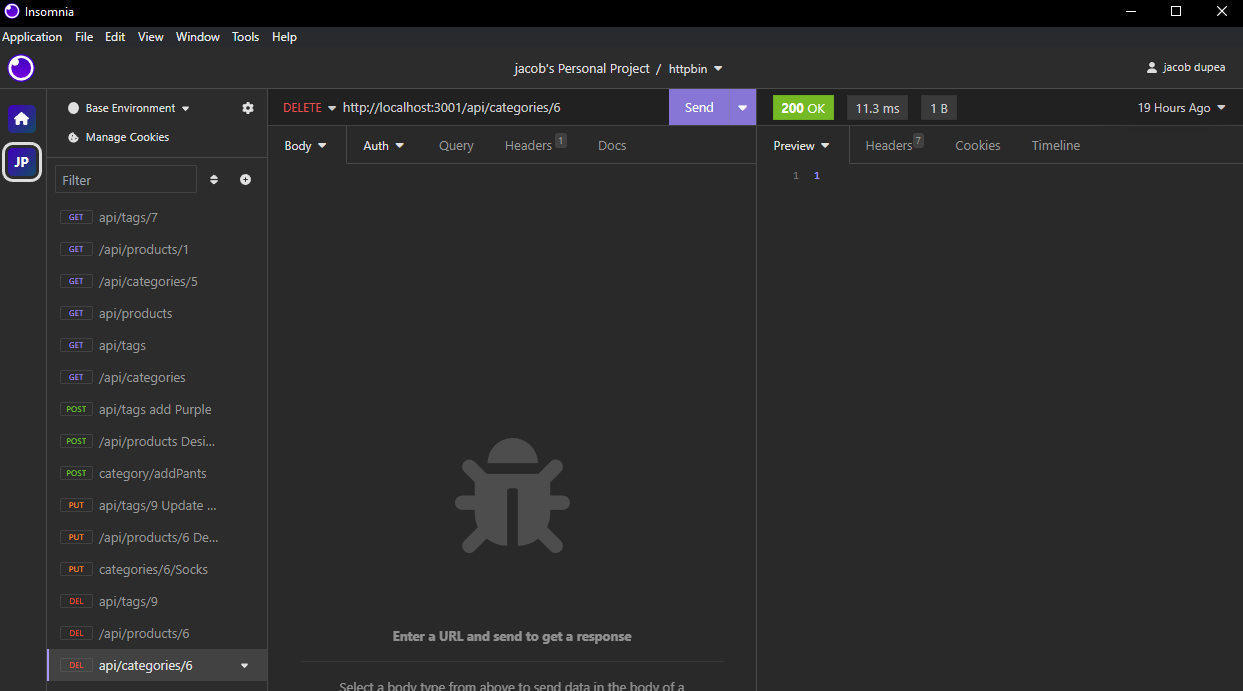 Insomnia
Application File Edit View Window Tools Help
jacob's Personal Project / httpbin
jacob dupea
Base Environment
Manage Cookies
JP
Filter
GET api/tags/7
GET /api/products/1
GET /api/categories/5
GET api/products
GET api/tags
GET /api/categories
POST api/tags add Purple
POST /api/products Desi...
POST category/addPants
PUT api/tags/9 Update ...
PUT /api/products/6 De...
PUT categories/6/Socks
DEL api/tags/9
DEL /api/products/6
DEL api/categories/6
DELETE http://localhost:3001/api/categories/6 Send
Body Auth Query Headers 1 Docs
Enter a URL and send to get a response
Select a body type from above to send data in the body of a
200 OK 11.3 ms 1 B 19 Hours Ago
Preview Headers 7 Cookies Timeline
1 1